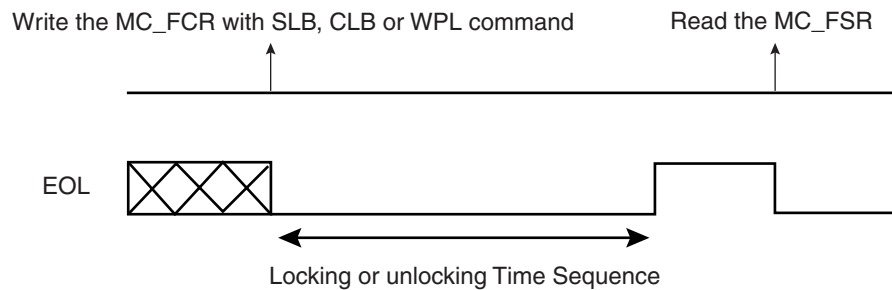 Write the MC_FCR with SLB, CLB or WPL command
Read the MC_FSR
EOL
Locking or unlocking Time Sequence